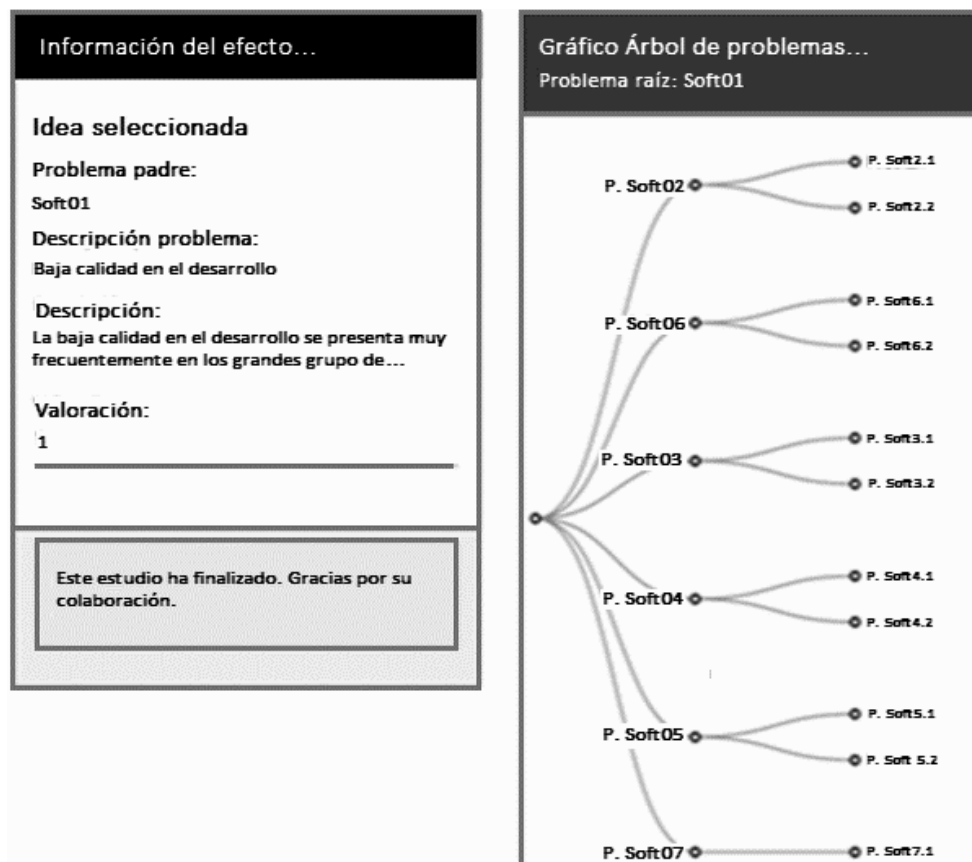 Información del efecto...
Idea seleccionada
Problema padre:
Soft01
Descripción problema:
Baja calidad en el desarrollo
Descripción:
La baja calidad en el desarrollo se presenta muy
frecuentemente en los grandes grupo de...
Valoración:
1
Este estudio ha finalizado. Gracias por su
colaboración.
Gráfico Árbol de problemas...
Problema raíz: Soft01
P. Soft02
P. Soft2.1
P. Soft2.2
P. Soft06
P. Soft6.1
P. Soft6.2
P. Soft03
P. Soft3.1
P. Soft3.2
P. Soft04
P. Soft4.1
P. Soft4.2
P. Soft05
P. Soft5.1
P. Soft 5.2
P. Soft07
P. Soft7.1